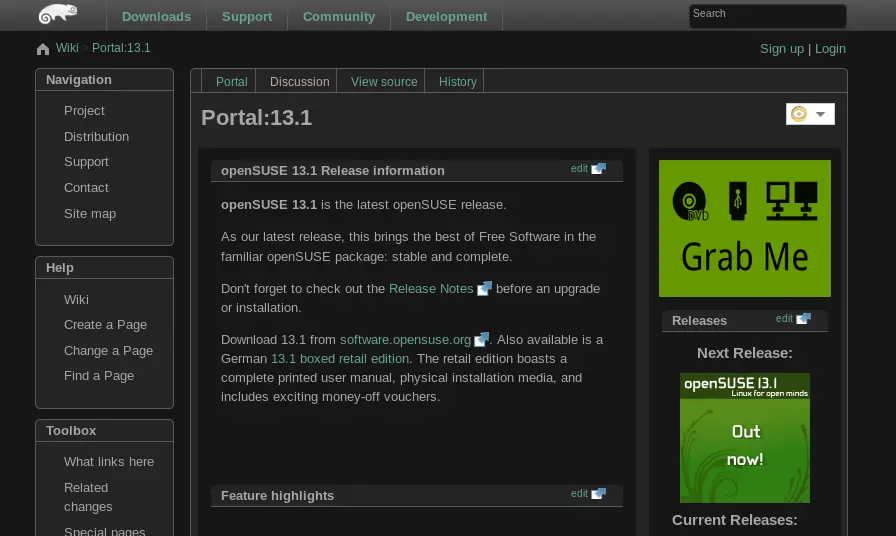 Downloads Support Community Development Search
Wiki > Portal:13.1
Sign up | Login
Navigation
Project
Distribution
Support
Contact
Site map
Help
Wiki
Create a Page
Change a Page
Find a Page
Toolbox
What links here
Related
changes
Special pages
Portal Discussion View source History
Portal:13.1
openSUSE 13.1 Release information edit
openSUSE 13.1 is the latest openSUSE release.
As our latest release, this brings the best of Free Software in the
familiar openSUSE package: stable and complete.
Don't forget to check out the Release Notes before an upgrade
or installation.
Download 13.1 from software.opensuse.org. Also available is a
German 13.1 boxed retail edition. The retail edition boasts a
complete printed user manual, physical installation media, and
includes exciting money-off vouchers.
Feature highlights edit
DVD
Grab Me
Releases edit
Next Release:
openSUSE 13.1
Linux for open minds
Out
now!
Current Releases: